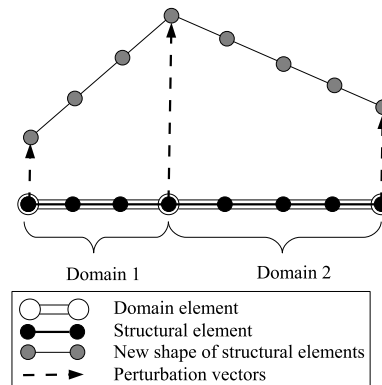 Domain 1
Domain 2
Domain element
Structural element
New shape of structural elements
Perturbation vectors